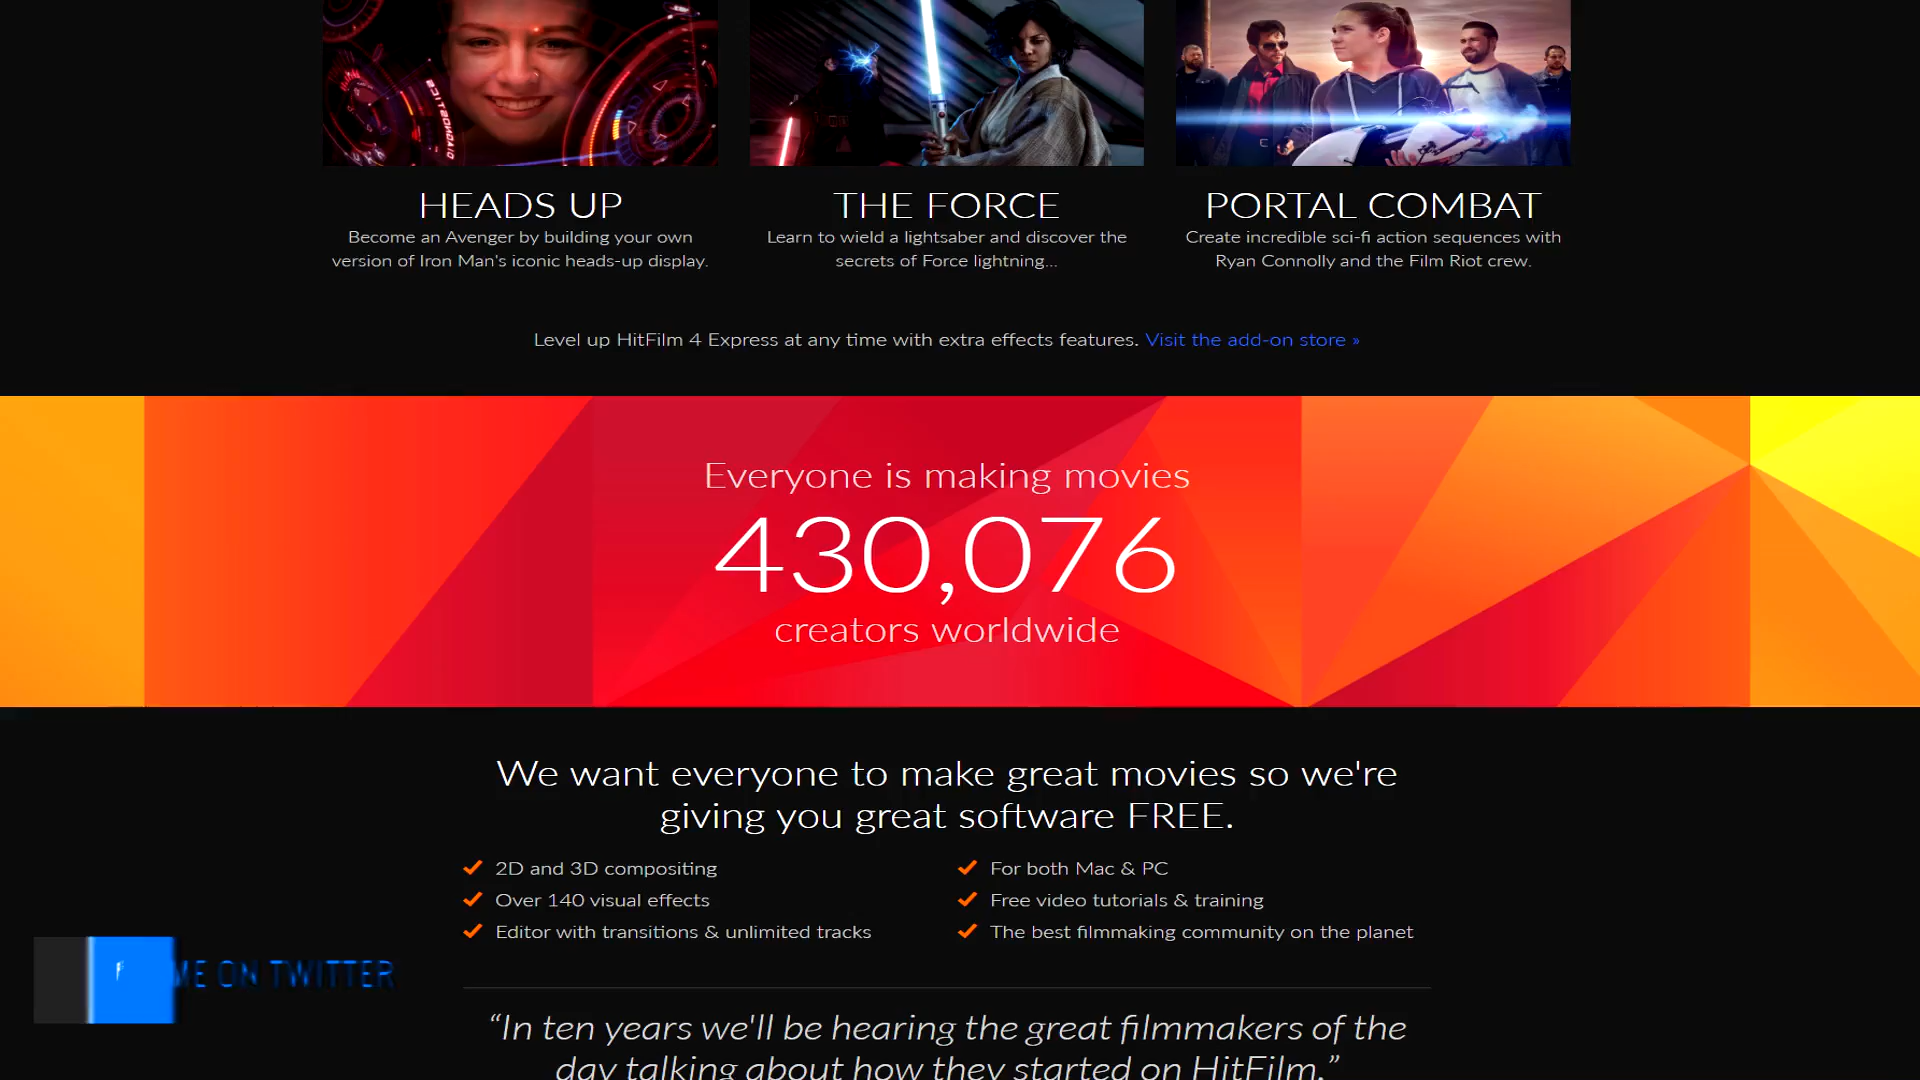 HEADS UP
Become an Avenger by building your own
version of Iron Man's iconic heads-up display.
THE FORCE
Learn to wield a lightsaber and discover the
secrets of Force lightning...
PORTAL COMBAT
Create incredible sci-fi action sequences with
Ryan Connolly and the Film Riot crew.
Level up HitFilm 4 Express at any time with extra effects features. Visit the add-on store »
Everyone is making movies
430,076
creators worldwide
We want everyone to make great movies so we're
giving you great software FREE.
2D and 3D compositing
Over 140 visual effects
Editor with transitions & unlimited tracks
For both Mac & PC
Free video tutorials & training
The best filmmaking community on the planet
ME ON TWITTER
“In ten years we'll be hearing the great filmmakers of the
day talking about how they started on HitFilm.”